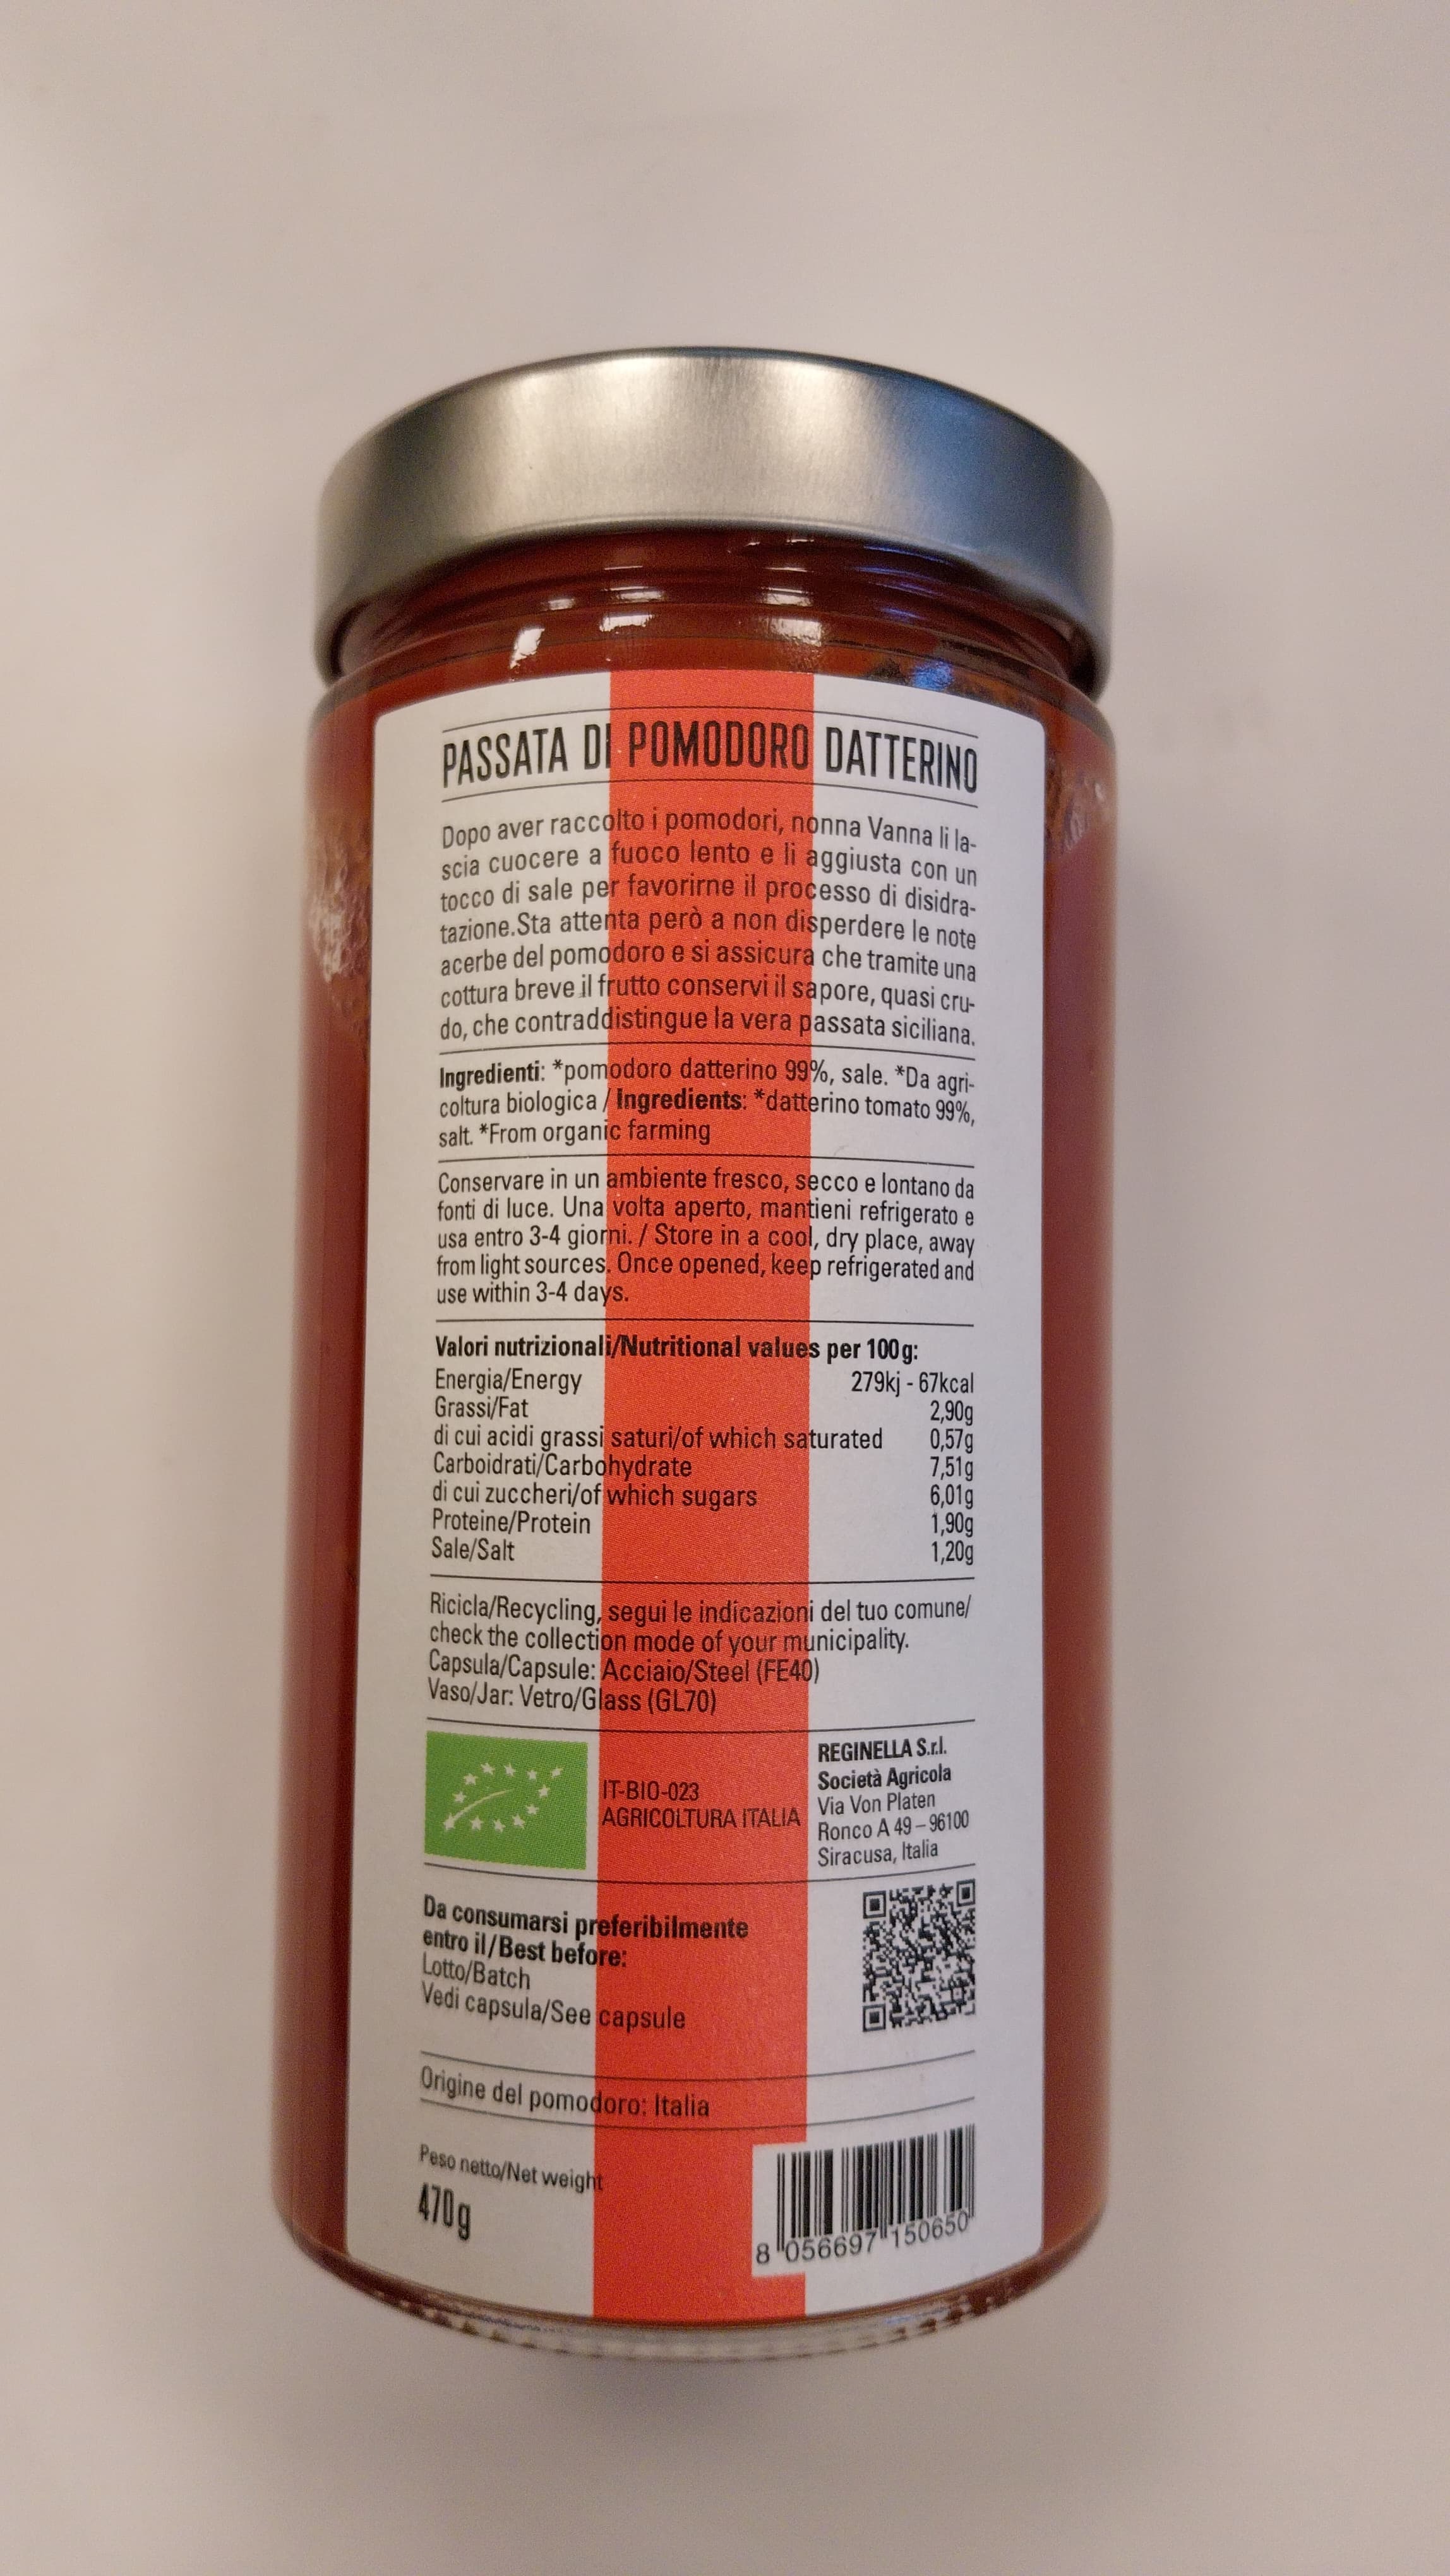 PASSATA DI POMODORO DATTERINO
Dopo aver raccolto i pomodori, nonna Vanna li la-
scia cuocere a fuoco lento e li aggiusta con un
tocco di sale per favorirne il processo di disidra-
tazione.Sta attenta però a non disperdere le note
acerbe del pomodoro e si assicura che tramite una
cottura breve il frutto conservi il sapore, quasi cru-
do, che contraddistingue la vera passata siciliana.
Ingredienti: *pomodoro datterino 99%, sale. *Da agri-
coltura biologica / Ingredients: *datterino tomato 99%,
salt. *From organic farming
Conservare in un ambiente fresco, secco e lontano da
fonti di luce. Una volta aperto, mantieni refrigerato e
usa entro 3-4 giorni. / Store in a cool, dry place, away
from light sources. Once opened, keep refrigerated and
use within 3-4 days.
Valori nutrizionali/Nutritional values per 100g:
Energia/Energy 279kj - 67kcal
Grassi/Fat 2,90g
di cui acidi grassi saturi/of which saturated 0,57g
Carboidrati/Carbohydrate 7,51g
di cui zuccheri/of which sugars 6,01g
Proteine/Protein 1,90g
Sale/Salt 1,20g
Ricicla/Recycling, segui le indicazioni del tuo comune/
check the collection mode of your municipality.
Capsula/Capsule: Acciaio/Steel (FE40)
Vaso/Jar: Vetro/Glass (GL70)
IT-BIO-023
AGRICOLTURA ITALIA
REGINELLA S.r.l.
Società Agricola
Via Von Platen
Ronco A 49 – 96100
Siracusa, Italia
Da consumarsi preferibilmente
entro il/Best before:
Lotto/Batch
Vedi capsula/See capsule
Origine del pomodoro: Italia
Peso netto/Net weight
470g
8 056697 150650